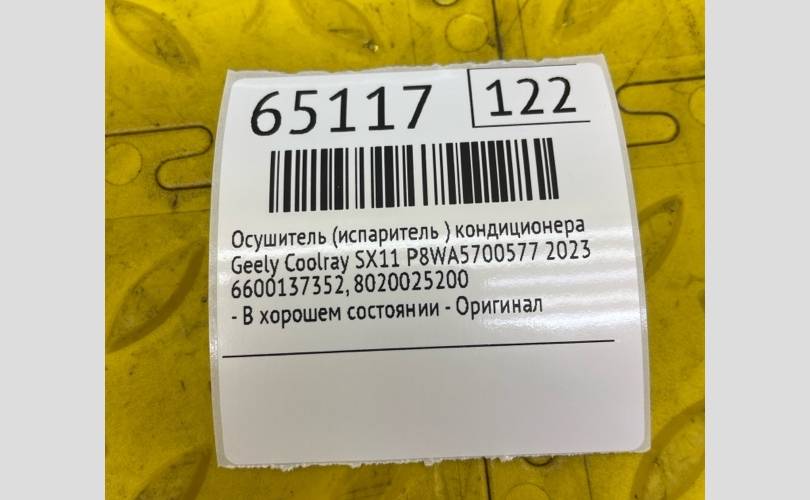 65117 122
Осушитель (испаритель ) кондиционера
Geely Coolray SX11 P8WA5700577 2023
6600137352, 8020025200
- В хорошем состоянии - Оригинал